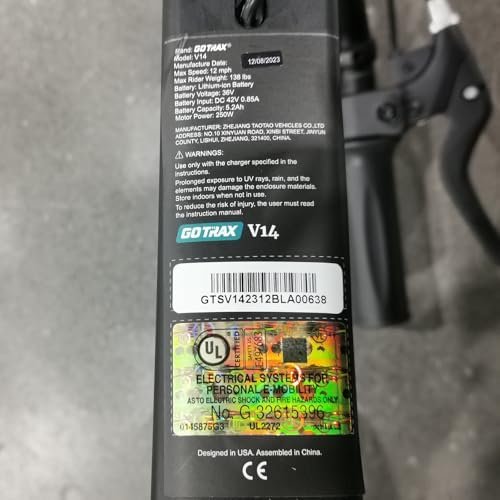 Brand: GOTRAX®
Model: V14
Manufacture Date: 12/08/2023
Max Speed: 12 mph
Max Rider Weight: 138 lbs
Battery: Lithium-ion Battery
Battery Voltage: 36V
Battery Input: DC 42V 0.85A
Battery Capacity: 5.2Ah
Motor Power: 250W
MANUFACTURER: ZHEJIANG TAOTAO VEHICLES CO.,LTD
ADDRESS: NO.10 XINYUAN ROAD, XINBI STREET, JINYUN
COUNTY, LISHUI, ZHEJIANG, 321400, CHINA.
⚠ WARNINGS:
Use only with the charger specified in the
instructions.
Prolonged exposure to UV rays, rain, and the
elements may damage the enclosure materials.
Store indoors when not in use.
To reduce the risk of injury, the user must read
the instruction manual.
GOTRAX V14
GTSV142312BLA00638
UL
CERTIFIED
ELECTRICAL SYSTEMS FOR
PERSONAL E-MOBILITY
AS TO ELECTRIC SHOCK AND FIRE HAZARDS ONLY
No. G 32615396
0145875G3 UL2272
Designed in USA. Assembled in China.
CE